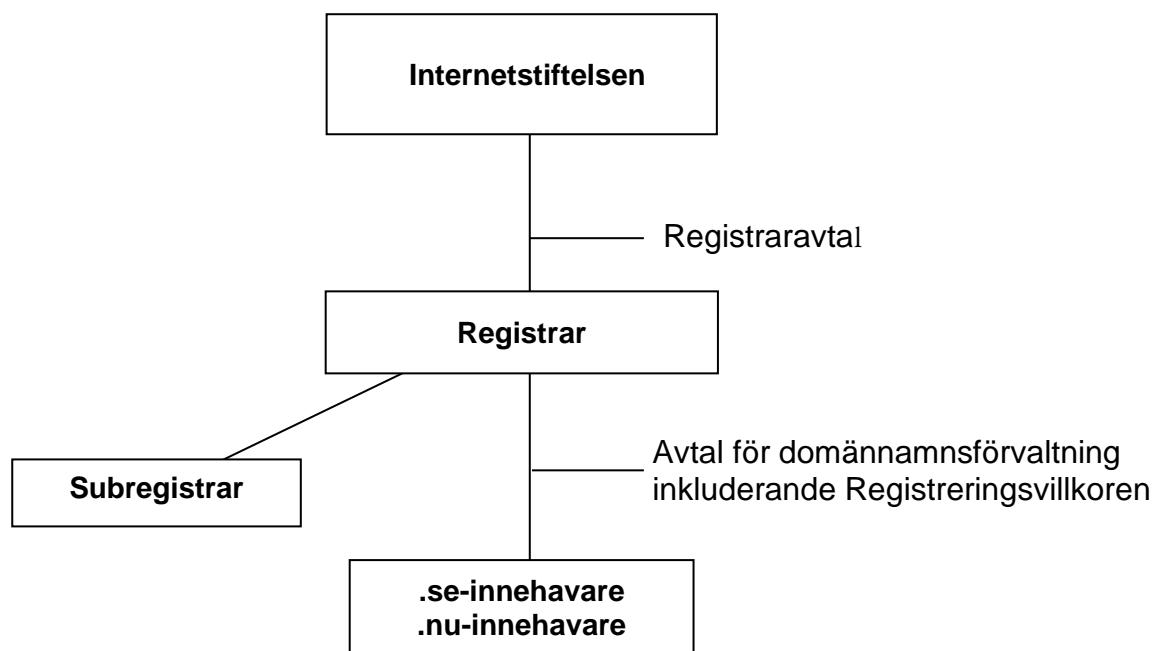 Internetstiftelsen
Registraravtal
Registrar
Avtal för domännamnsförvaltning
inkluderande Registreringsvillkoren
Subregistrar
.se-innehavare
.nu-innehavare